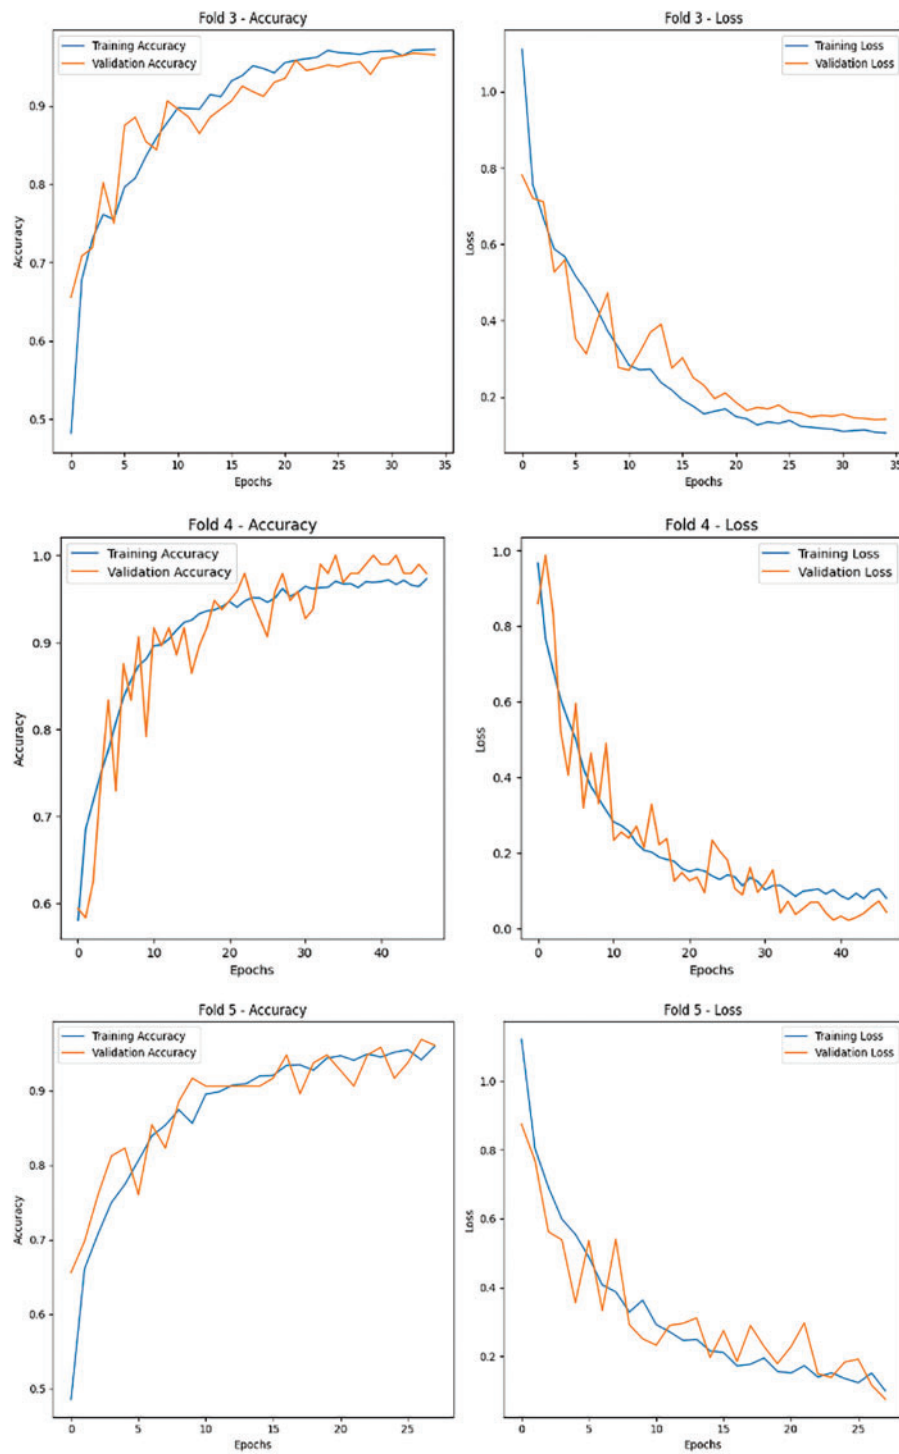 Fold 3 - Accuracy
Training Accuracy
Validation Accuracy
0.9
0.8
0.7
0.6
0.5
Accuracy
0 5 10 15 20 25 30 35
Epochs
Fold 3 - Loss
Training Loss
Validation Loss
1.0
0.8
0.6
0.4
0.2
Loss
0 5 10 15 20 25 30 35
Epochs
Fold 4 - Accuracy
Training Accuracy
Validation Accuracy
1.0
0.9
0.8
0.7
0.6
Accuracy
0 10 20 30 40
Epochs
Fold 4 - Loss
Training Loss
Validation Loss
1.0
0.8
0.6
0.4
0.2
0.0
Loss
0 10 20 30 40
Epochs
Fold 5 - Accuracy
Training Accuracy
Validation Accuracy
0.9
0.8
0.7
0.6
0.5
Accuracy
0 5 10 15 20 25
Epochs
Fold 5 - Loss
Training Loss
Validation Loss
1.0
0.8
0.6
0.4
0.2
Loss
0 5 10 15 20 25
Epochs